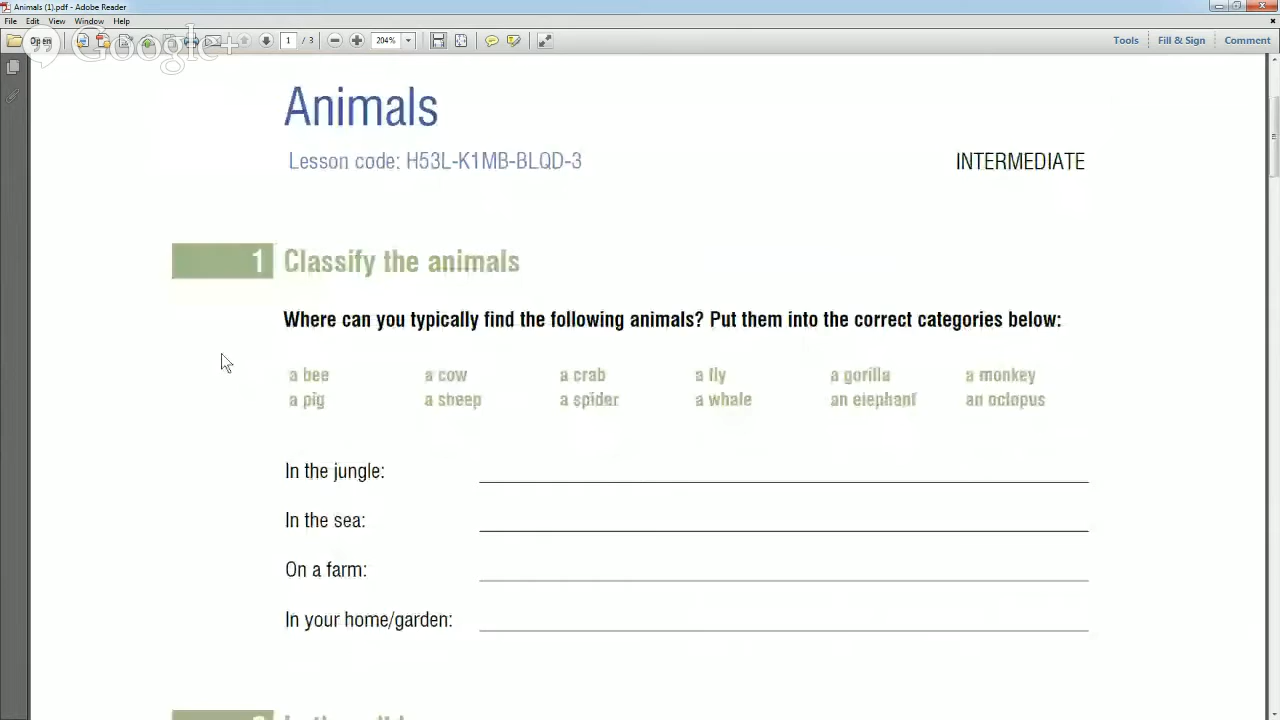 Animals (1).pdf - Adobe Reader
File Edit View Window Help
Open 1 / 3 204% Tools Fill & Sign Comment
Google+
Animals
Lesson code: H53L-K1MB-BLQD-3 INTERMEDIATE
1 Classify the animals
Where can you typically find the following animals? Put them into the correct categories below:
a bee a cow a crab a fly a gorilla a monkey
a pig a sheep a spider a whale an elephant an octopus
In the jungle:
In the sea:
On a farm:
In your home/garden: